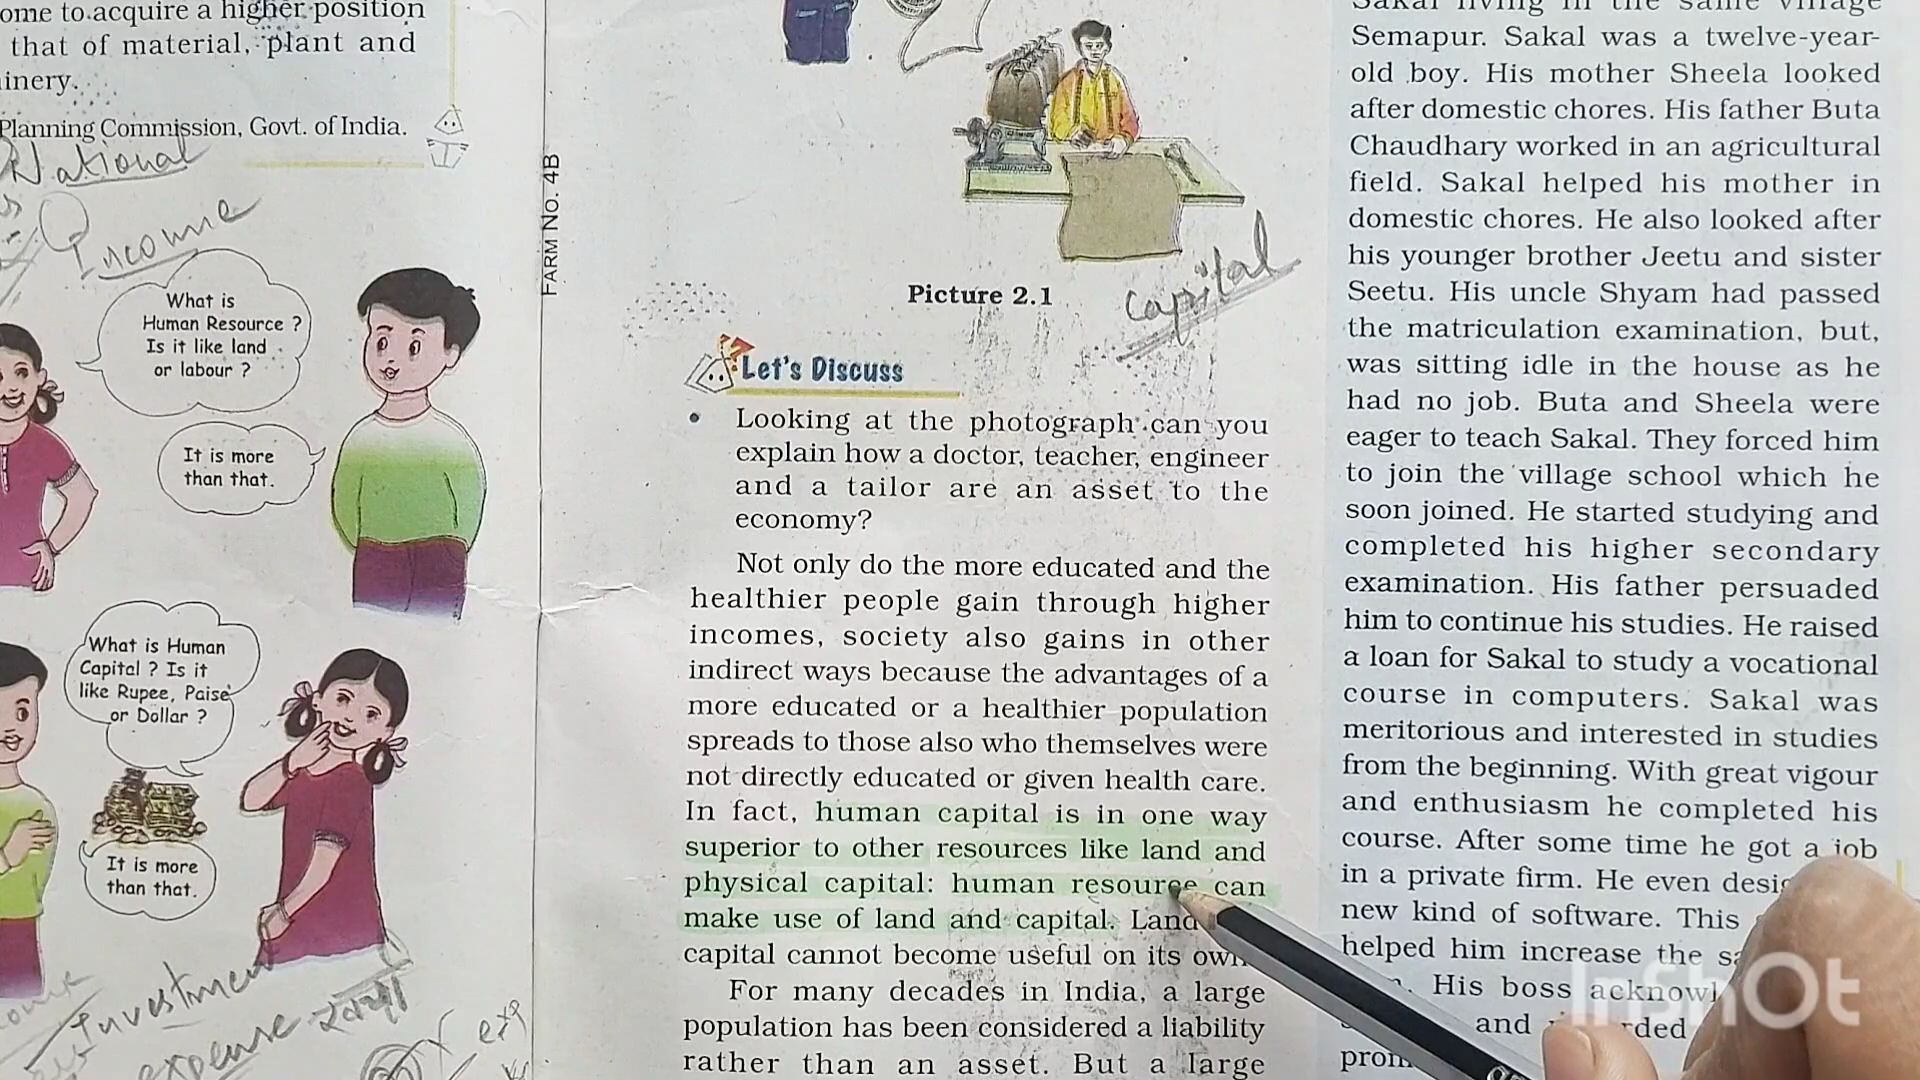 ome to acquire a higher position
that of material, plant and
inery.
Planning Commission, Govt. of India.
National
Income
What is
Human Resource ?
Is it like land
or labour ?
It is more
than that.
What is Human
Capital ? Is it
like Rupee, Paise
or Dollar ?
It is more
than that.
Investment
expense खर्चा
exp
FARM NO. 4B
Picture 2.1
capital
Let's Discuss
• Looking at the photograph can you
explain how a doctor, teacher, engineer
and a tailor are an asset to the
economy?
Not only do the more educated and the
healthier people gain through higher
incomes, society also gains in other
indirect ways because the advantages of a
more educated or a healthier population
spreads to those also who themselves were
not directly educated or given health care.
In fact, human capital is in one way
superior to other resources like land and
physical capital: human resource can
make use of land and capital. Land
capital cannot become useful on its own.
For many decades in India, a large
population has been considered a liability
rather than an asset. But a large
Sakal living in the same village
Semapur. Sakal was a twelve-year-
old boy. His mother Sheela looked
after domestic chores. His father Buta
Chaudhary worked in an agricultural
field. Sakal helped his mother in
domestic chores. He also looked after
his younger brother Jeetu and sister
Seetu. His uncle Shyam had passed
the matriculation examination, but,
was sitting idle in the house as he
had no job. Buta and Sheela were
eager to teach Sakal. They forced him
to join the village school which he
soon joined. He started studying and
completed his higher secondary
examination. His father persuaded
him to continue his studies. He raised
a loan for Sakal to study a vocational
course in computers. Sakal was
meritorious and interested in studies
from the beginning. With great vigour
and enthusiasm he completed his
course. After some time he got a job
in a private firm. He even desig
new kind of software. This
helped him increase the sa
His boss acknowl
and rded
prom
InShOt